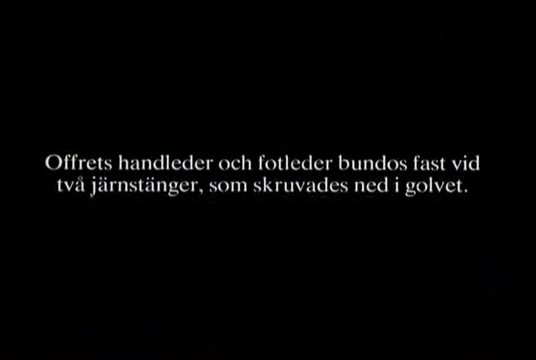 Offrets handleder och fotleder bundos fast vid
två järnstänger, som skruvades ned i golvet.